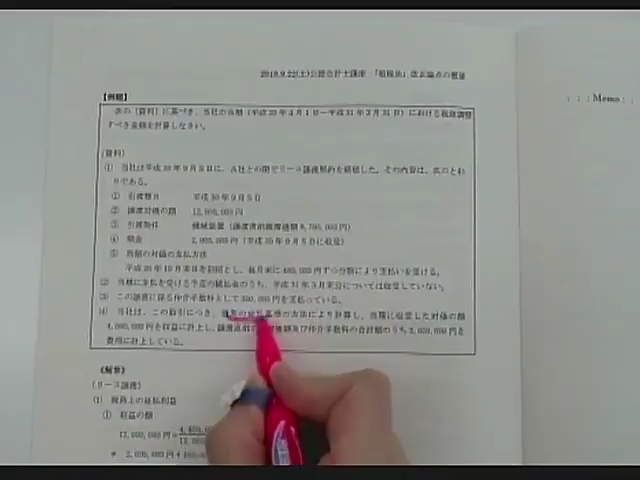 2018.9.22(土)公認会計士講座・「租税法」改正論点の概要
: : : Memo : :
【例題】
次の〔資料〕に基づき、当社の当期(平成30年4月1日～平成31年3月31日)における税務調整
すべき金額を計算しなさい。
〔資料〕
(1) 当社は平成30年9月5日に、A社との間でリース譲渡契約を締結した。その内容は、次のとお
りである。
① 引渡期日 平成30年9月5日
② 譲渡対価の額 12,000,000円
③ 引渡物件 機械装置(譲渡直前帳簿価額8,700,000円)
④ 頭金 2,000,000円(平成30年9月5日に収受)
⑤ 残額の対価の支払方法
平成30年10月末日を初回とし、毎月末に400,000円ずつ分割により支払いを受ける。
(2) 当期に支払を受ける予定の賦払金のうち、平成31年3月末分については収受していない。
(3) この譲渡に係る仲介手数料として300,000円を支払っている。
(4) 当社は、この取引につき、の方法により計算し、当期に収受した対価の額
4,000,000円を収益に計上し、譲渡直前の価額及び仲介手数料の合計額のうち3,000,000円を
費用に計上している。
《解答》
(リース譲渡)
(1) 税務上の
① 収益の額
12,000,000円×